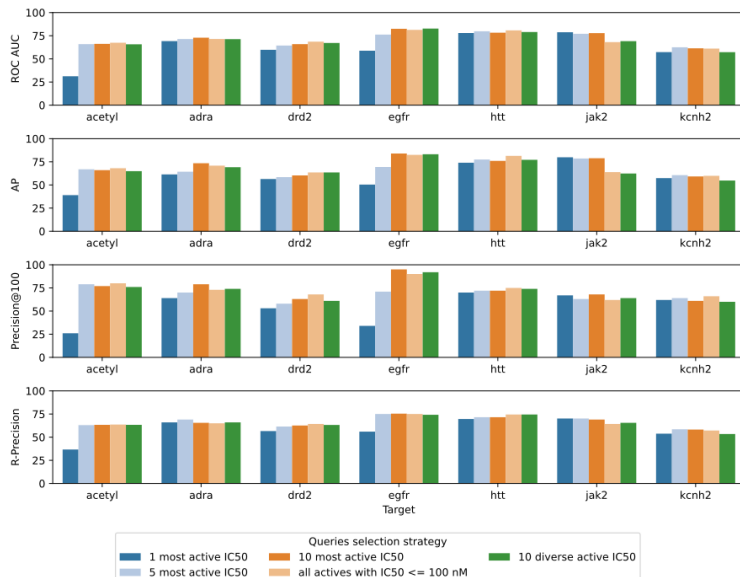 100
75
50
25
0
ROC AUC
acetyl adra drd2 egfr htt jak2 kcnh2
100
75
50
25
0
AP
acetyl adra drd2 egfr htt jak2 kcnh2
100
75
50
25
0
Precision@100
acetyl adra drd2 egfr htt jak2 kcnh2
100
75
50
25
0
R-Precision
acetyl adra drd2 egfr htt jak2 kcnh2
Target
Queries selection strategy
1 most active IC50 10 most active IC50 10 diverse active IC50
5 most active IC50 all actives with IC50 <= 100 nM